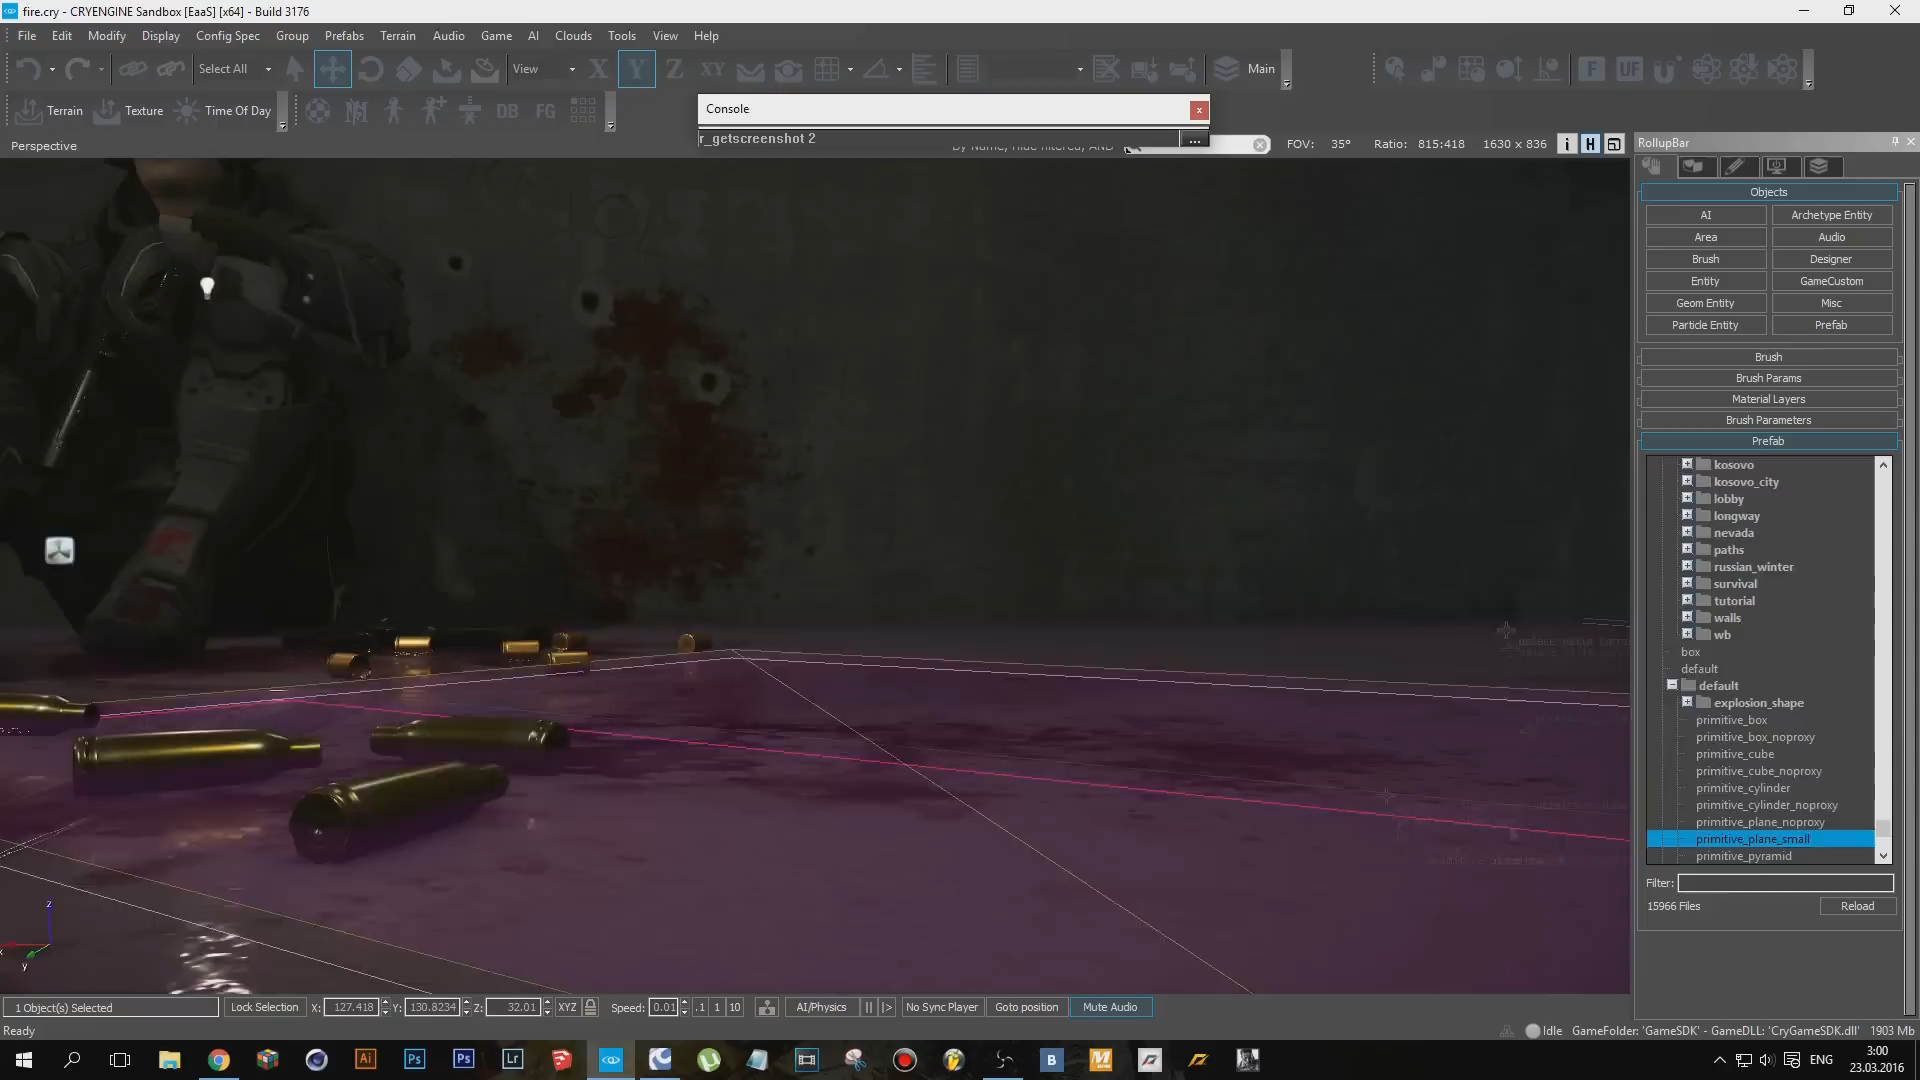 fire.cry - CRYENGINE Sandbox [EaaS] [x64] - Build 3176
File Edit Modify Display Config Spec Group Prefabs Terrain Audio Game AI Clouds Tools View Help
Select All View X Y Z XY Main F UF
Terrain Texture Time Of Day DB FG
Console
r_getscreenshot 2 ...
Perspective
FOV: 35° Ratio: 815:418 1630 x 836 i H
RollupBar
Objects
AI Archetype Entity
Area Audio
Brush Designer
Entity GameCustom
Geom Entity Misc
Particle Entity Prefab
Brush
Brush Params
Material Layers
Brush Parameters
Prefab
kosovo
kosovo_city
lobby
longway
nevada
paths
russian_winter
survival
tutorial
walls
wb
box
default
default
explosion_shape
primitive_box
primitive_box_noproxy
primitive_cube
primitive_cube_noproxy
primitive_cylinder
primitive_cylinder_noproxy
primitive_plane_noproxy
primitive_plane_small
primitive_pyramid
Filter:
15966 Files Reload
z
x
y
1 Object(s) Selected Lock Selection X: 127.418 Y: 130.8234 Z: 32.01 XYZ Speed: 0.01 .1 1 10 AI/Physics No Sync Player Goto position Mute Audio
Ready Idle GameFolder: 'GameSDK' - GameDLL: 'CryGameSDK.dll' 1903 Mb
Ai Ps Ps Lr B M ENG 3:00
23.03.2016